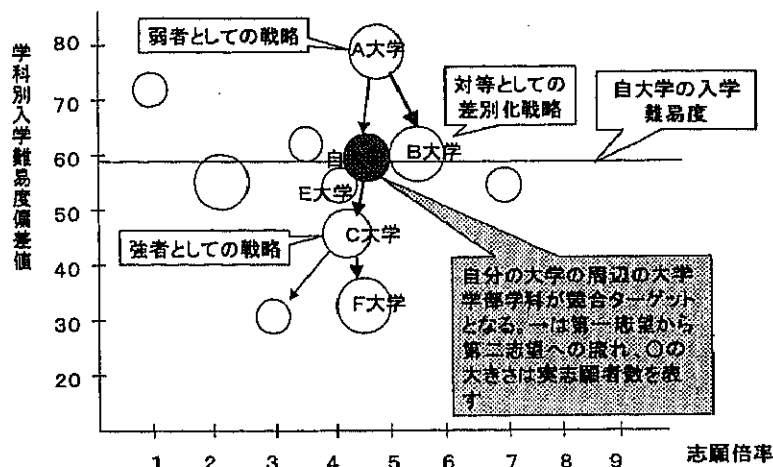 学科別入学難易度偏差値
80
70
60
50
40
30
20
弱者としての戦略
A大学
対等としての
差別化戦略
自大学の入学
難易度
自
B大学
E大学
強者としての戦略
C大学
F大学
自分の大学の周辺の大学
学部学科が競合ターゲット
となる。→は第一志望から
第二志望への流れ、○の
大きさは実志願者数を表
す
1 2 3 4 5 6 7 8 9
志願倍率